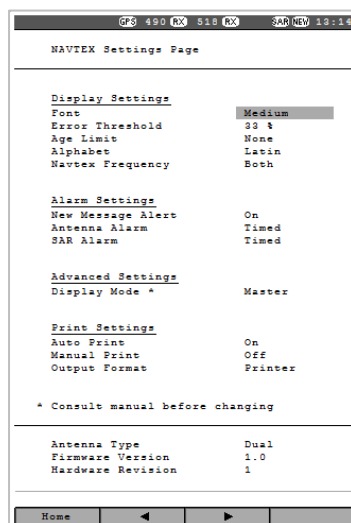 GPS 490 RX 518 RX SAR NEW 13:14
NAVTEX Settings Page
Display Settings
Font Medium
Error Threshold 33 %
Age Limit None
Alphabet Latin
Navtex Frequency Both
Alarm Settings
New Message Alert On
Antenna Alarm Timed
SAR Alarm Timed
Advanced Settings
Display Mode * Master
Print Settings
Auto Print On
Manual Print Off
Output Format Printer
* Consult manual before changing
Antenna Type Dual
Firmware Version 1.0
Hardware Revision 1
Home ◀ ▶